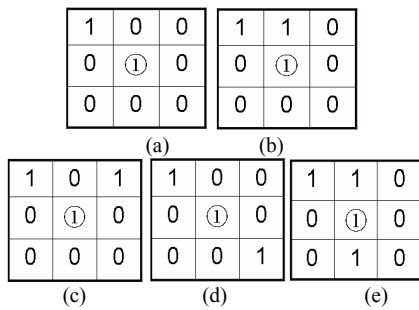 1 0 0 1 1 0
0 1 0 0 1 0
0 0 0 0 0 0
(a) (b)
1 0 1 1 0 0 1 1 0
0 1 0 0 1 0 0 1 0
0 0 0 0 0 1 0 1 0
(c) (d) (e)